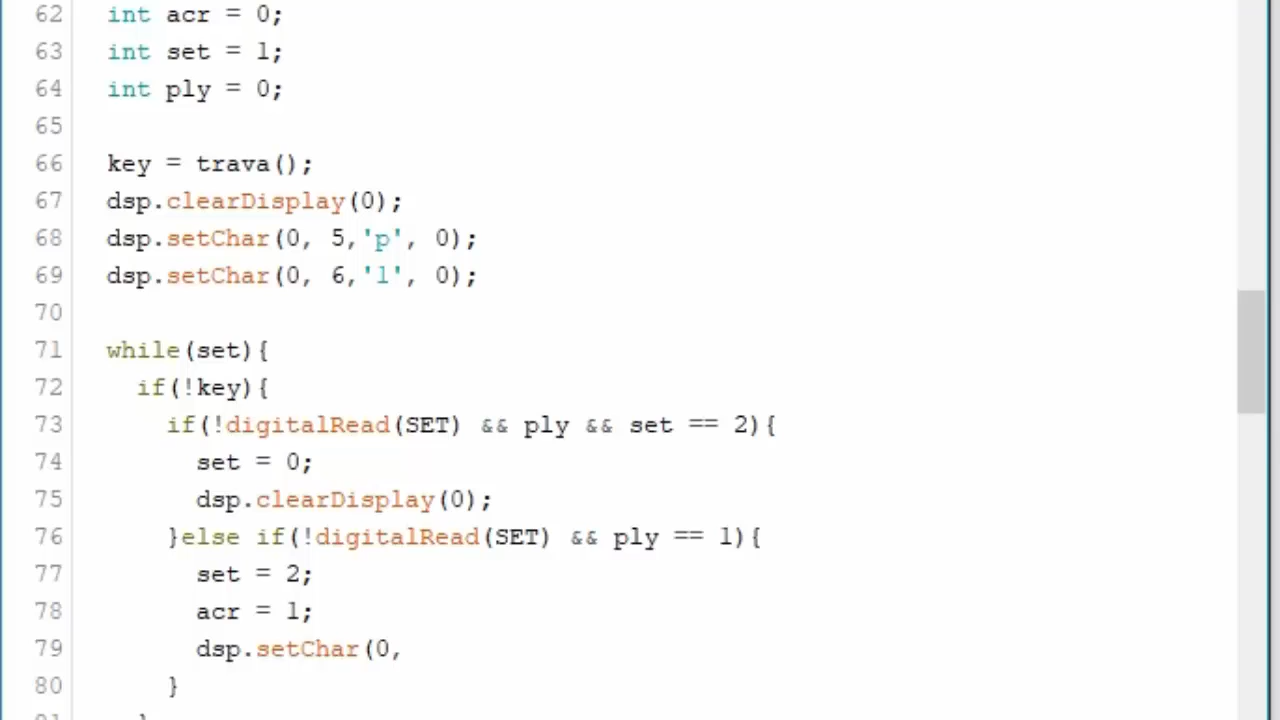 62 int acr = 0;
63 int set = 1;
64 int ply = 0;
65
66 key = trava();
67 dsp.clearDisplay(0);
68 dsp.setChar(0, 5,'p', 0);
69 dsp.setChar(0, 6,'l', 0);
70
71 while(set){
72 if(!key){
73 if(!digitalRead(SET) && ply && set == 2){
74 set = 0;
75 dsp.clearDisplay(0);
76 }else if(!digitalRead(SET) && ply == 1){
77 set = 2;
78 acr = 1;
79 dsp.setChar(0,
80 }